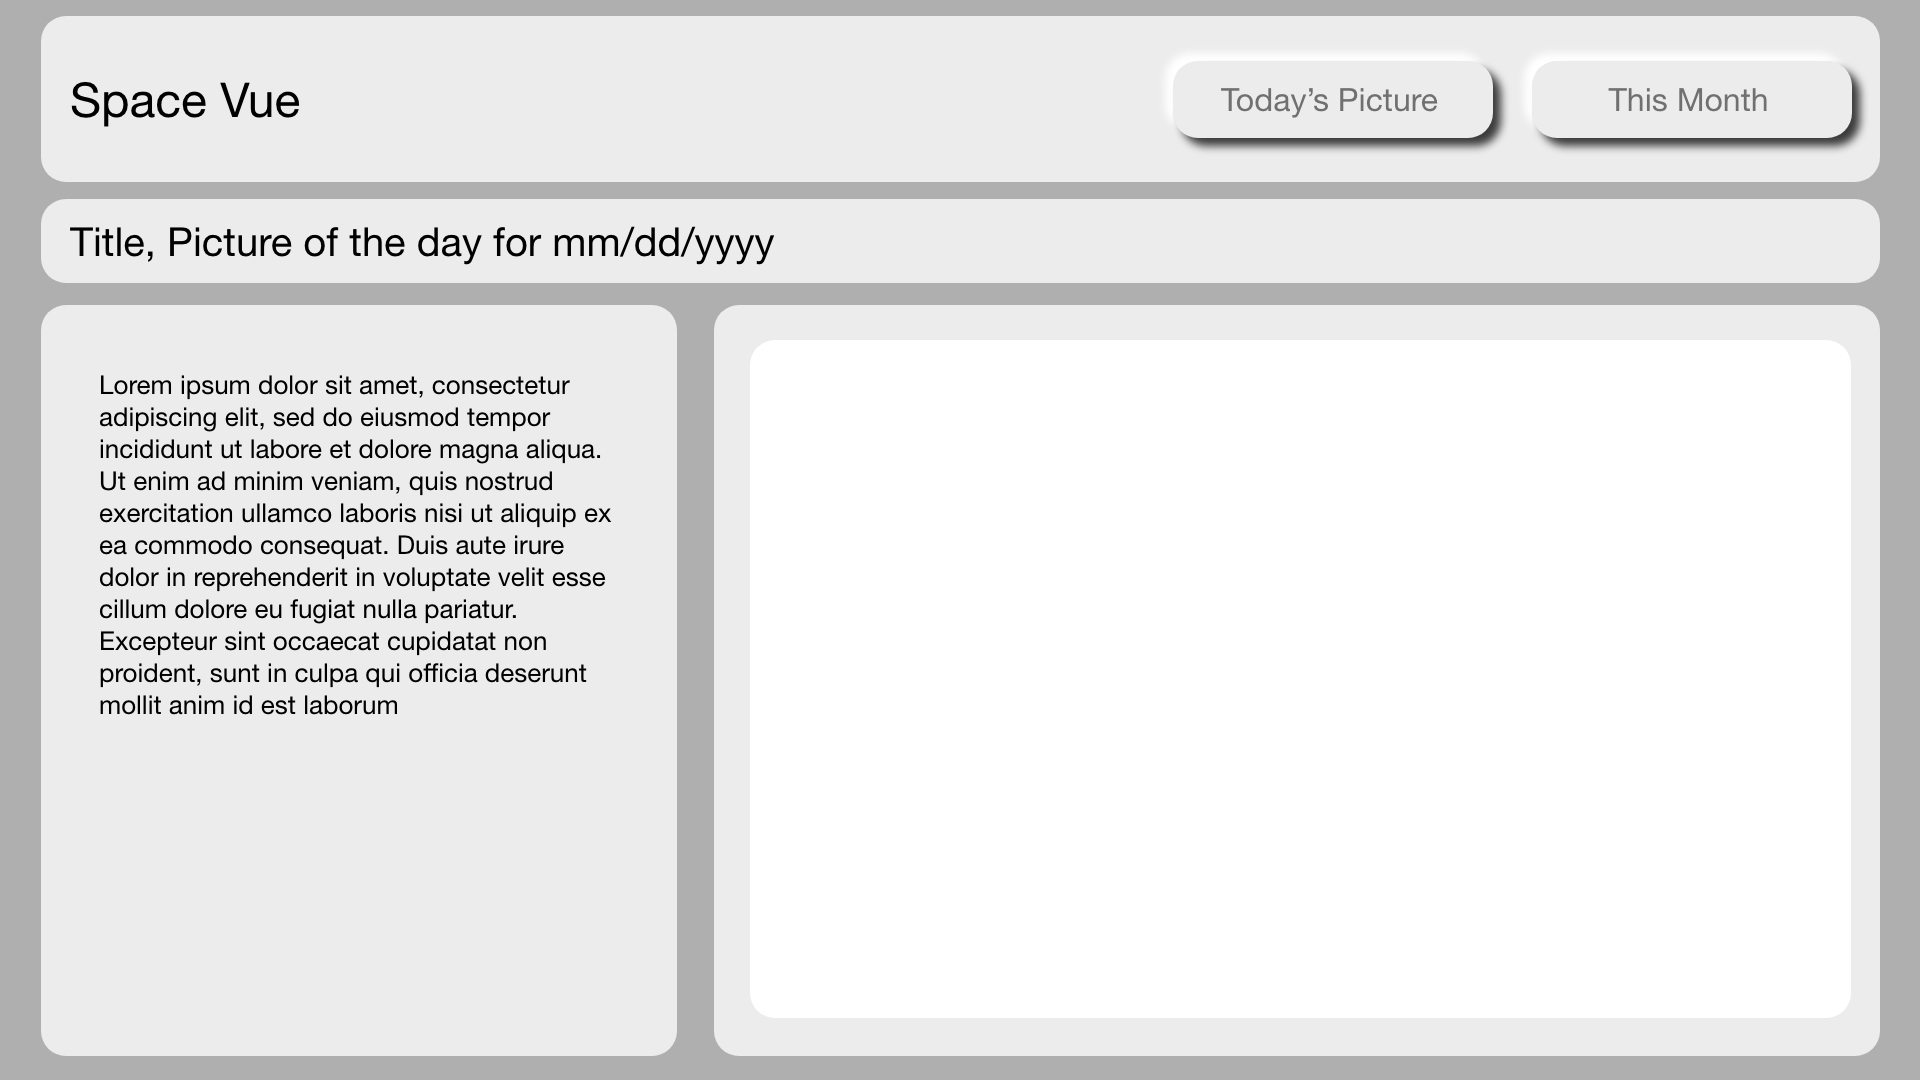 Space Vue
Today’s Picture
This Month
Title, Picture of the day for mm/dd/yyyy
Lorem ipsum dolor sit amet, consectetur
adipiscing elit, sed do eiusmod tempor
incididunt ut labore et dolore magna aliqua.
Ut enim ad minim veniam, quis nostrud
exercitation ullamco laboris nisi ut aliquip ex
ea commodo consequat. Duis aute irure
dolor in reprehenderit in voluptate velit esse
cillum dolore eu fugiat nulla pariatur.
Excepteur sint occaecat cupidatat non
proident, sunt in culpa qui officia deserunt
mollit anim id est laborum